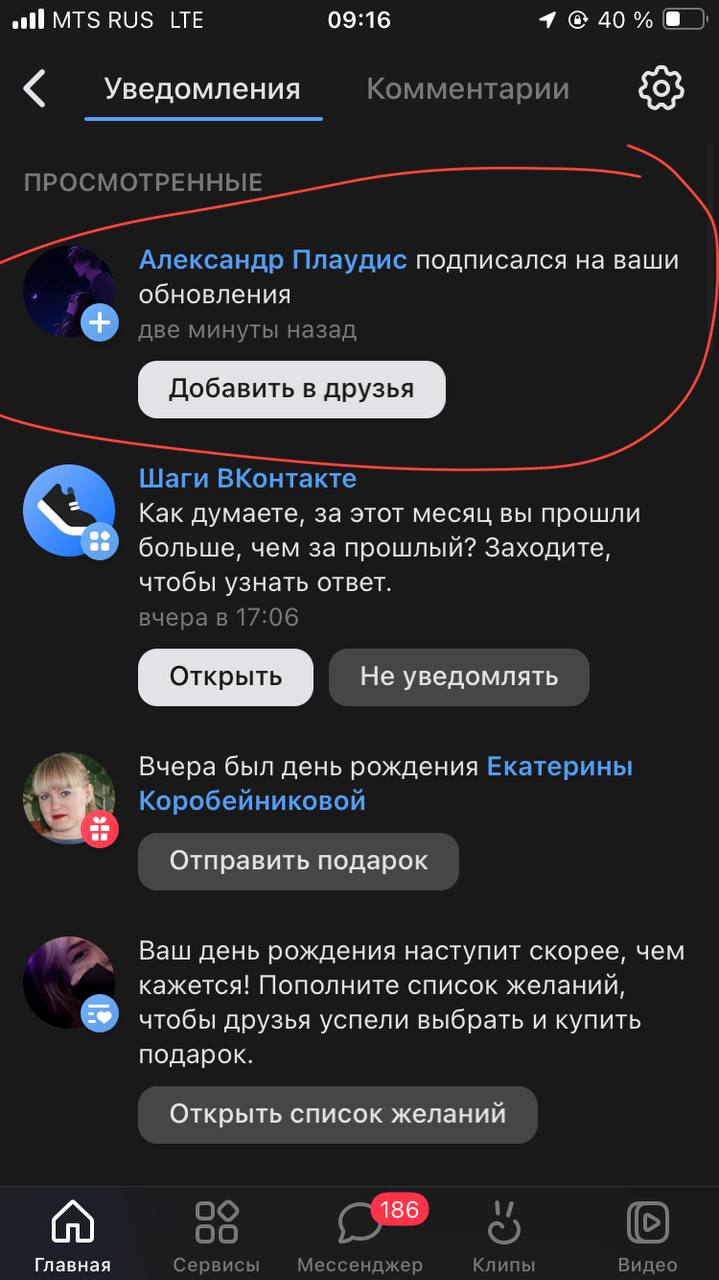 MTS RUS LTE 09:16 40 %
Уведомления Комментарии
ПРОСМОТРЕННЫЕ
Александр Плаудис подписался на ваши
обновления
две минуты назад
Добавить в друзья
Шаги ВКонтакте
Как думаете, за этот месяц вы прошли
больше, чем за прошлый? Заходите,
чтобы узнать ответ.
вчера в 17:06
Открыть Не уведомлять
Вчера был день рождения Екатерины
Коробейниковой
Отправить подарок
Ваш день рождения наступит скорее, чем
кажется! Пополните список желаний,
чтобы друзья успели выбрать и купить
подарок.
Открыть список желаний
186
Главная Сервисы Мессенджер Клипы Видео